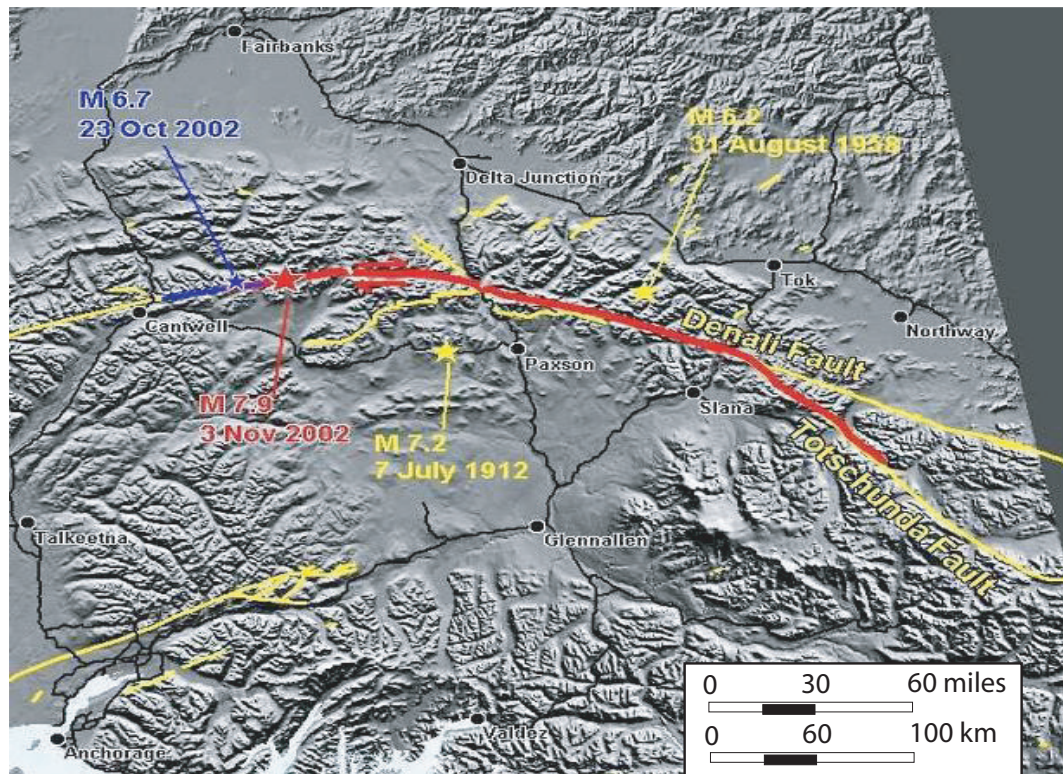 Fairbanks
M 6.7
23 Oct 2002
M 6.2
31 August 1958
Delta Junction
Tok
Cantwell
Northway
Denali Fault
Paxson
M 7.9
3 Nov 2002
Slana
M 7.2
7 July 1912
Totschunda Fault
Talkeetna
Glennallen
0 30 60 miles
0 60 100 km
Valdez
Anchorage